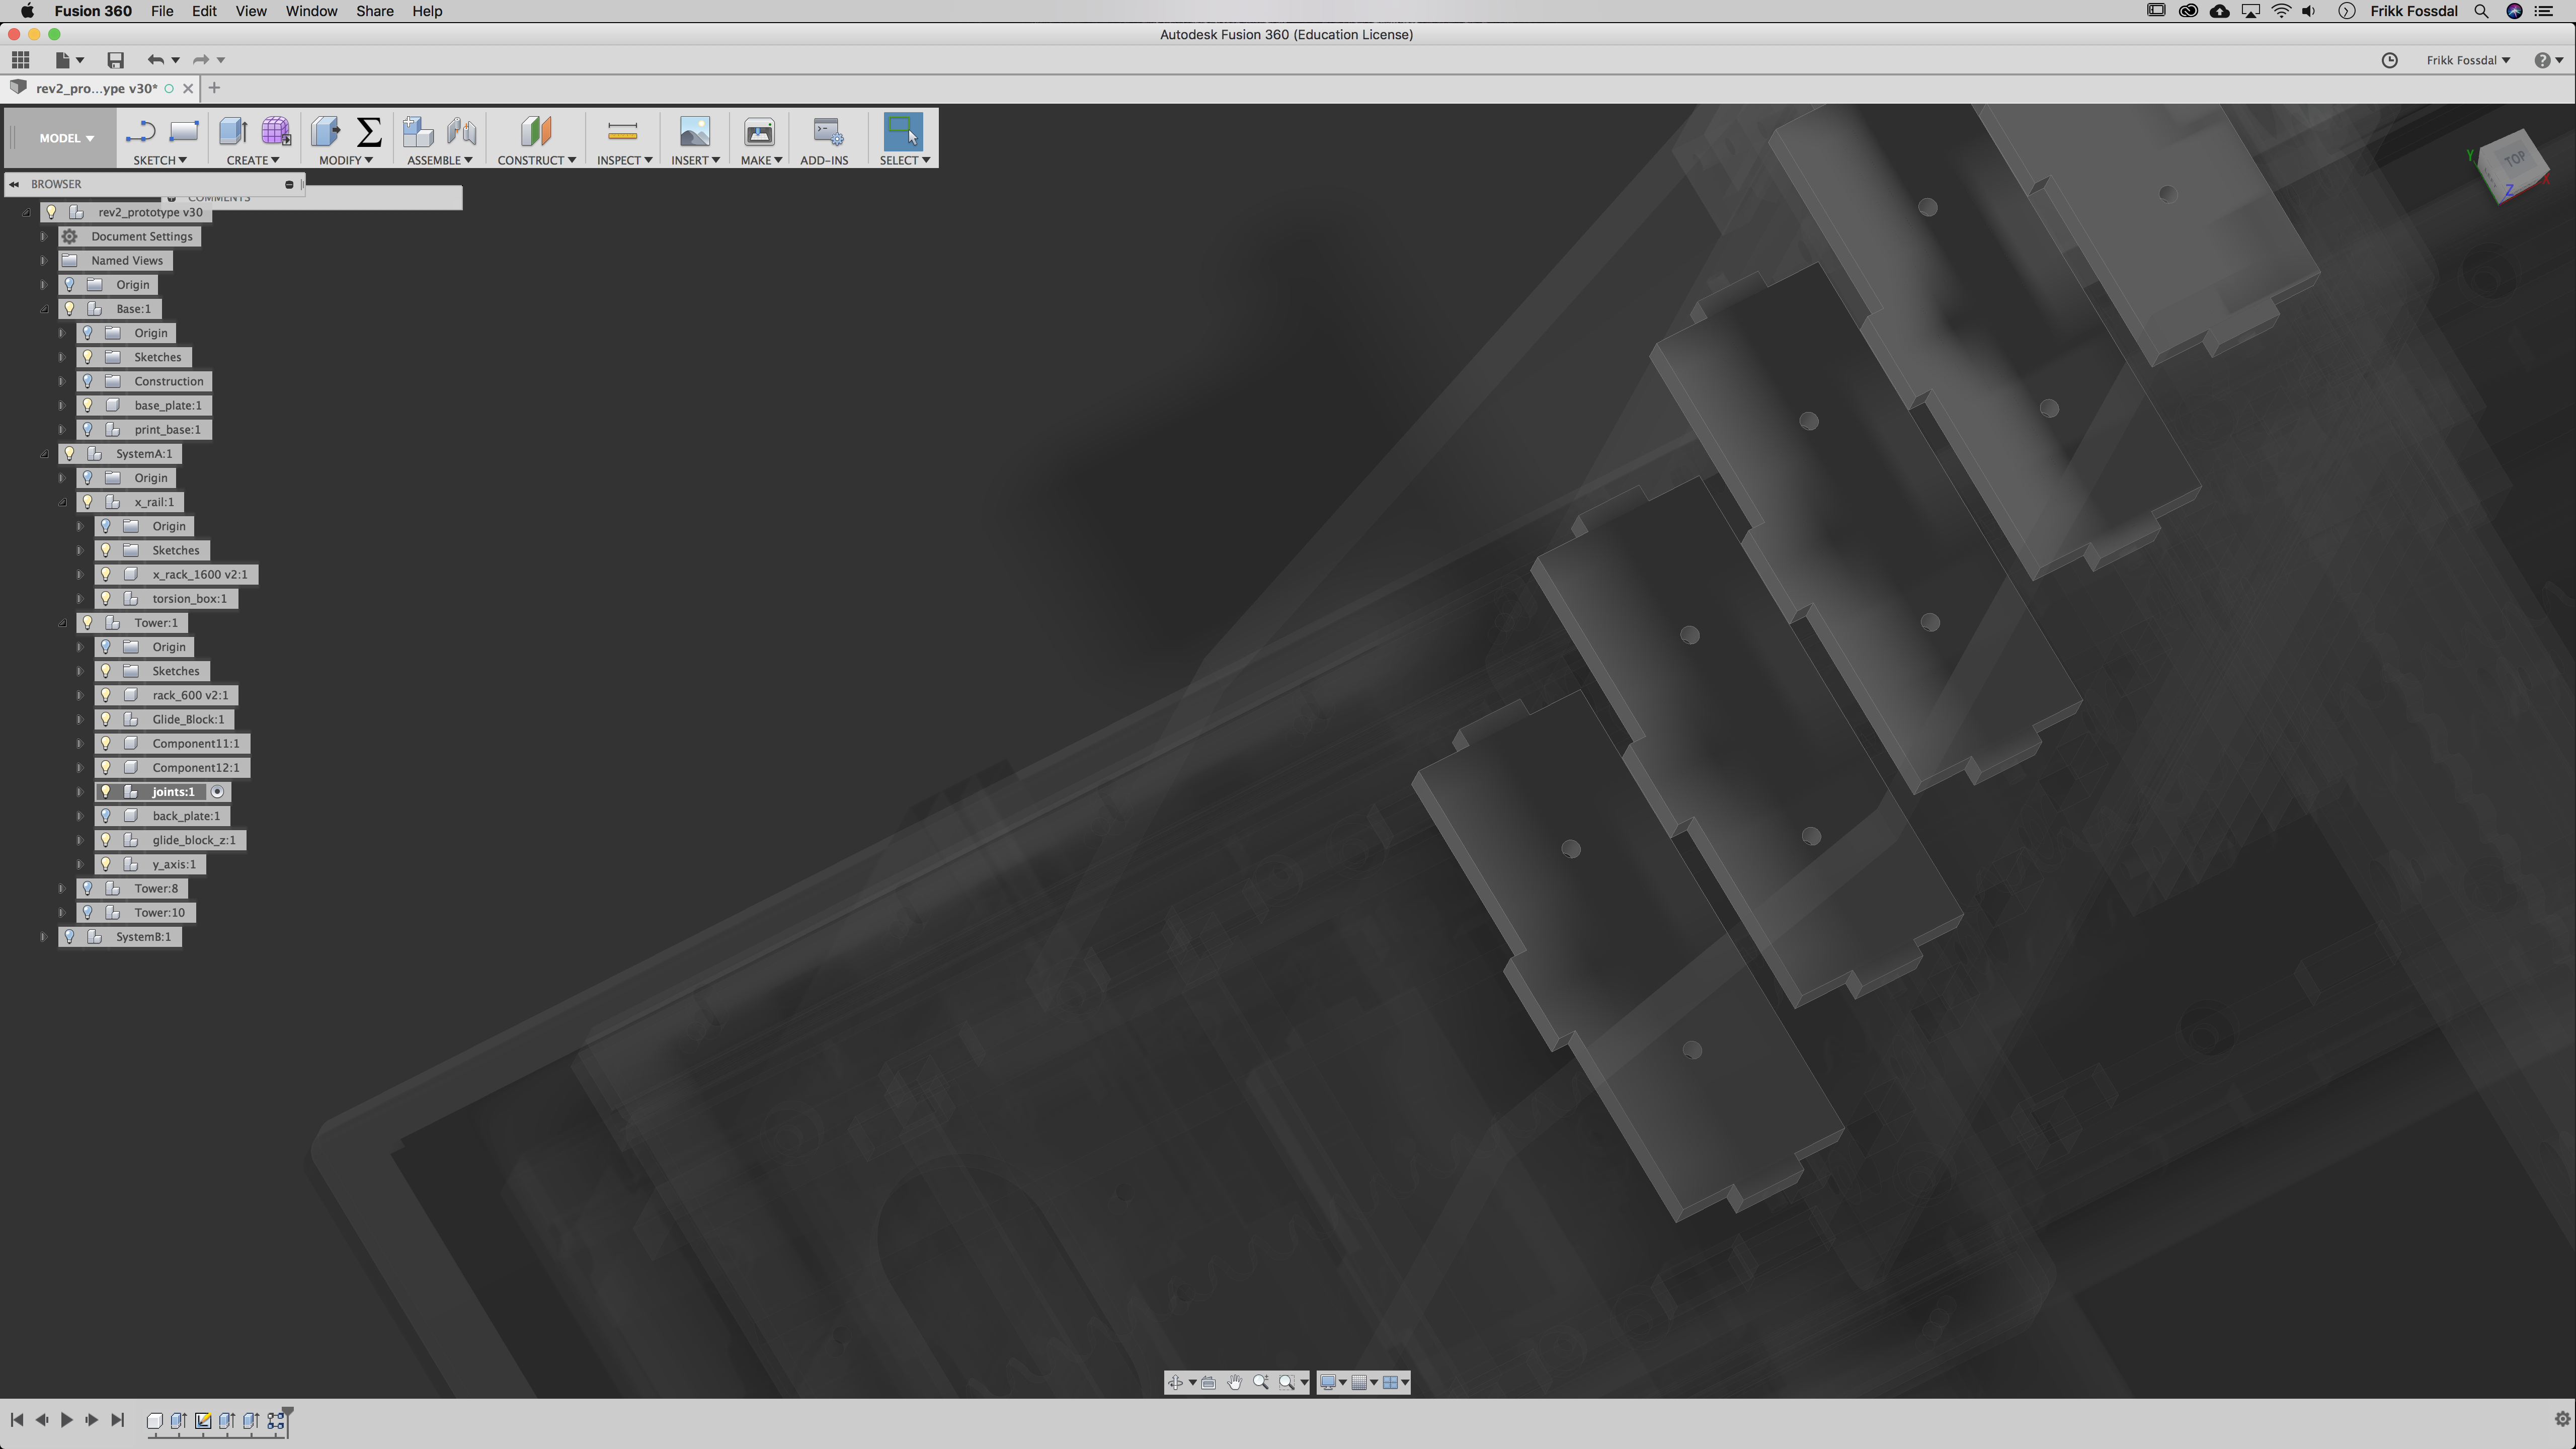 Fusion 360 File Edit View Window Share Help Frikk Fossdal
Autodesk Fusion 360 (Education License)
Frikk Fossdal ?
rev2_pro...ype v30*
MODEL
SKETCH CREATE MODIFY ASSEMBLE CONSTRUCT INSPECT INSERT MAKE ADD-INS SELECT
Y TOP X
Z
BROWSER
COMMENTS
rev2_prototype v30
Document Settings
Named Views
Origin
Base:1
Origin
Sketches
Construction
base_plate:1
print_base:1
SystemA:1
Origin
x_rail:1
Origin
Sketches
x_rack_1600 v2:1
torsion_box:1
Tower:1
Origin
Sketches
rack_600 v2:1
Glide_Block:1
Component11:1
Component12:1
joints:1
back_plate:1
glide_block_z:1
y_axis:1
Tower:8
Tower:10
SystemB:1